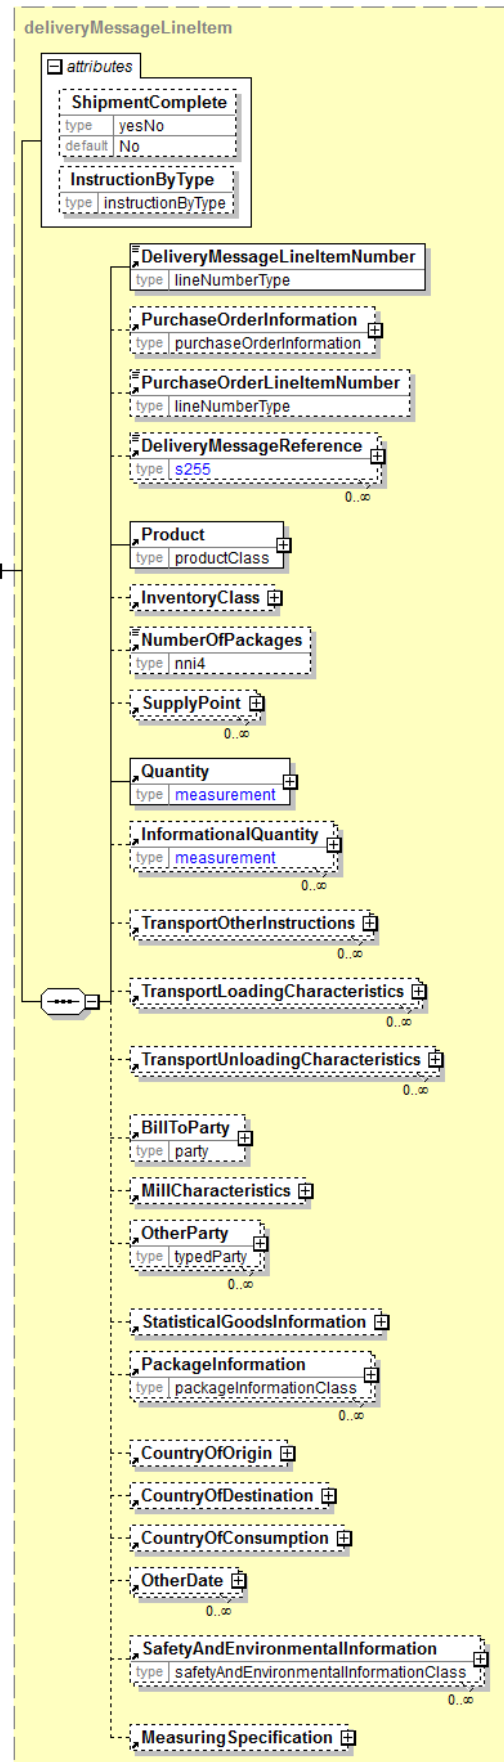 deliveryMessageLineItem
attributes
ShipmentComplete
type yesNo
default No
InstructionByType
type instructionByType
DeliveryMessageLineItemNumber
type lineNumberType
PurchaseOrderInformation
type purchaseOrderInformation
PurchaseOrderLineItemNumber
type lineNumberType
DeliveryMessageReference
type s255
0..∞
Product
type productClass
InventoryClass
NumberOfPackages
type nni4
SupplyPoint
0..∞
Quantity
type measurement
InformationalQuantity
type measurement
0..∞
TransportOtherInstructions
0..∞
TransportLoadingCharacteristics
0..∞
TransportUnloadingCharacteristics
0..∞
BillToParty
type party
MillCharacteristics
OtherParty
type typedParty
0..∞
StatisticalGoodsInformation
PackageInformation
type packageInformationClass
0..∞
CountryOfOrigin
CountryOfDestination
CountryOfConsumption
OtherDate
0..∞
SafetyAndEnvironmentalInformation
type safetyAndEnvironmentalInformationClass
0..∞
MeasuringSpecification